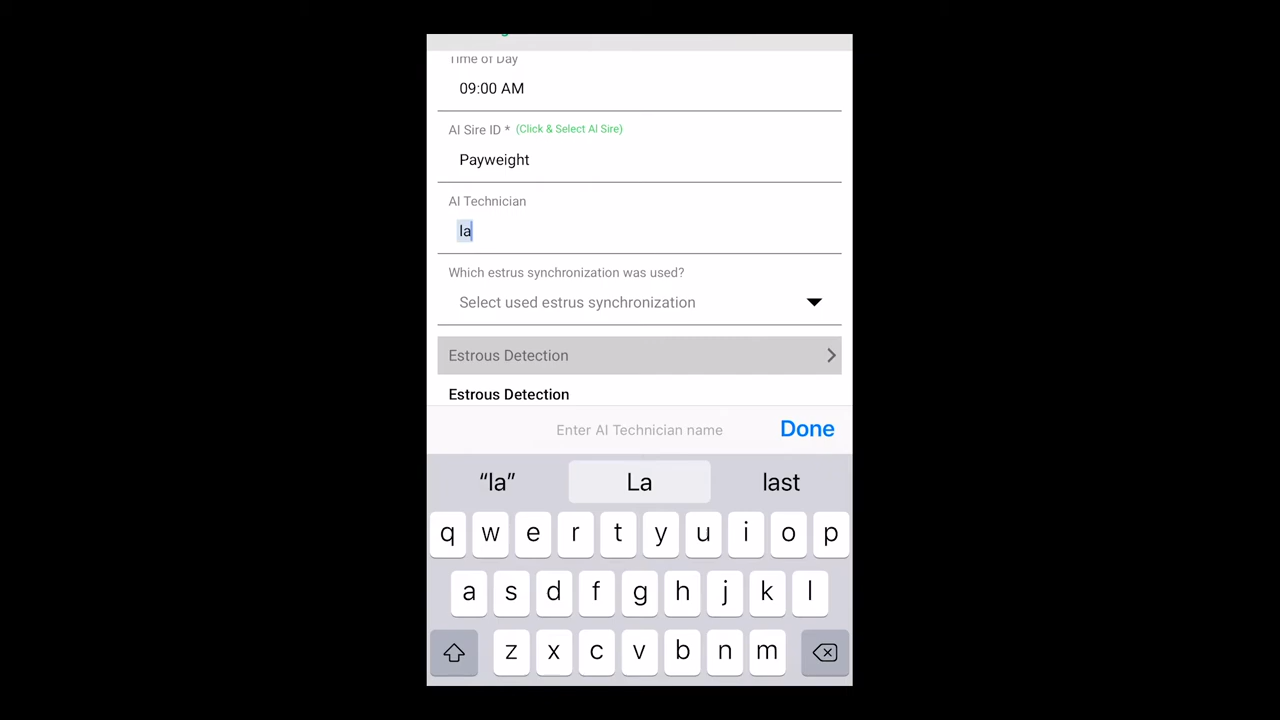 Time of Day
09:00 AM
AI Sire ID * (Click & Select AI Sire)
Payweight
AI Technician
la
Which estrus synchronization was used?
Select used estrus synchronization
Estrous Detection
Estrous Detection
Enter AI Technician name Done
“la” La last
q w e r t y u i o p
a s d f g h j k l
z x c v b n m